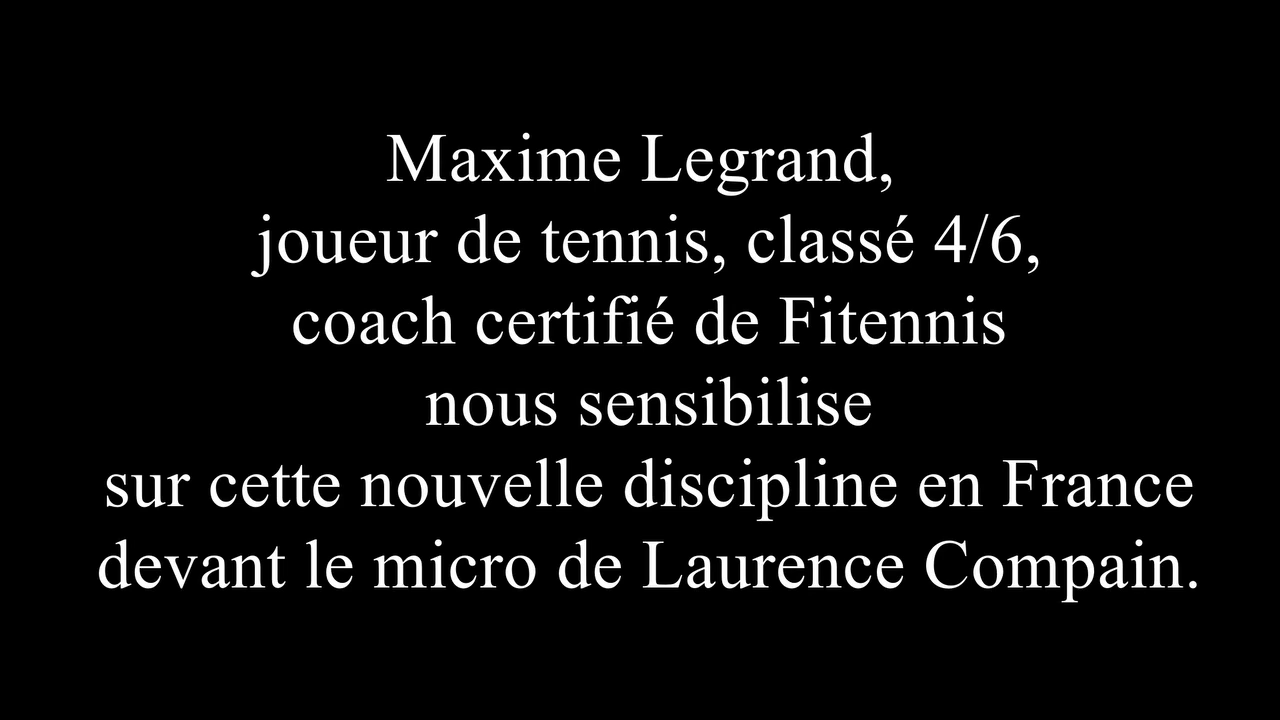 Maxime Legrand,
joueur de tennis, classé 4/6,
coach certifié de Fitennis
nous sensibilise
sur cette nouvelle discipline en France
devant le micro de Laurence Compain.